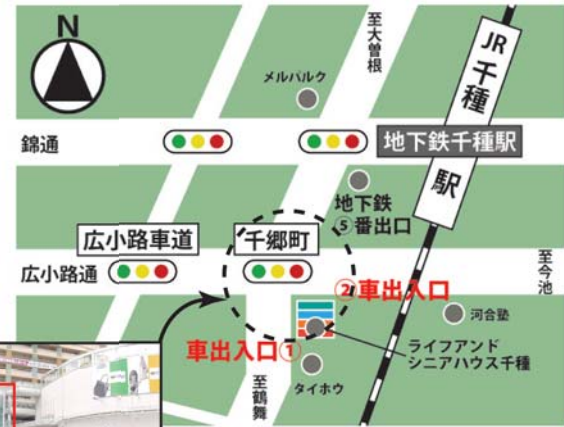 N
至大曽根
JR千種駅
メルパルク
錦通
地下鉄千種駅
地下鉄
⑤番出口
広小路車道
千郷町
至今池
広小路通
②車出入口
河合塾
車出入口①
ライフアンド
シニアハウス千種
至鶴舞
タイホウ